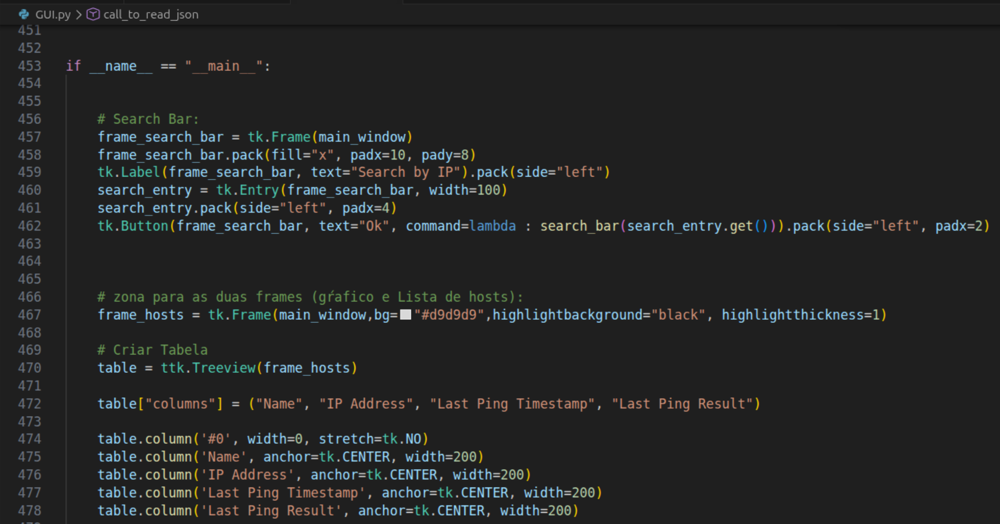 GUI.py > call_to_read_json
451
452
453 if __name__ == "__main__":
454
455
456 # Search Bar:
457 frame_search_bar = tk.Frame(main_window)
458 frame_search_bar.pack(fill="x", padx=10, pady=8)
459 tk.Label(frame_search_bar, text="Search by IP").pack(side="left")
460 search_entry = tk.Entry(frame_search_bar, width=100)
461 search_entry.pack(side="left", padx=4)
462 tk.Button(frame_search_bar, text="Ok", command=lambda : search_bar(search_entry.get())).pack(side="left", padx=2)
463
464
465
466 # zona para as duas frames (gŕafico e Lista de hosts):
467 frame_hosts = tk.Frame(main_window,bg="#d9d9d9",highlightbackground="black", highlightthickness=1)
468
469 # Criar Tabela
470 table = ttk.Treeview(frame_hosts)
471
472 table["columns"] = ("Name", "IP Address", "Last Ping Timestamp", "Last Ping Result")
473
474 table.column('#0', width=0, stretch=tk.NO)
475 table.column('Name', anchor=tk.CENTER, width=200)
476 table.column('IP Address', anchor=tk.CENTER, width=200)
477 table.column('Last Ping Timestamp', anchor=tk.CENTER, width=200)
478 table.column('Last Ping Result', anchor=tk.CENTER, width=200)